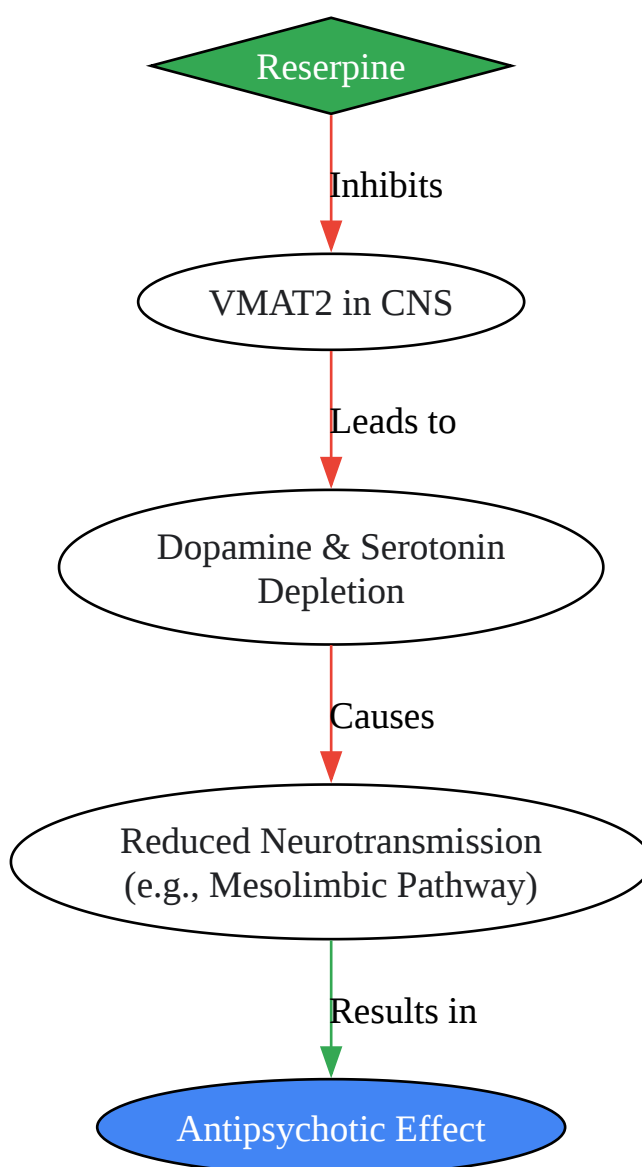 Reserpine
Inhibits
VMAT2 in CNS
Leads to
Dopamine & Serotonin
Depletion
Causes
Reduced Neurotransmission
(e.g., Mesolimbic Pathway)
Results in
Antipsychotic Effect